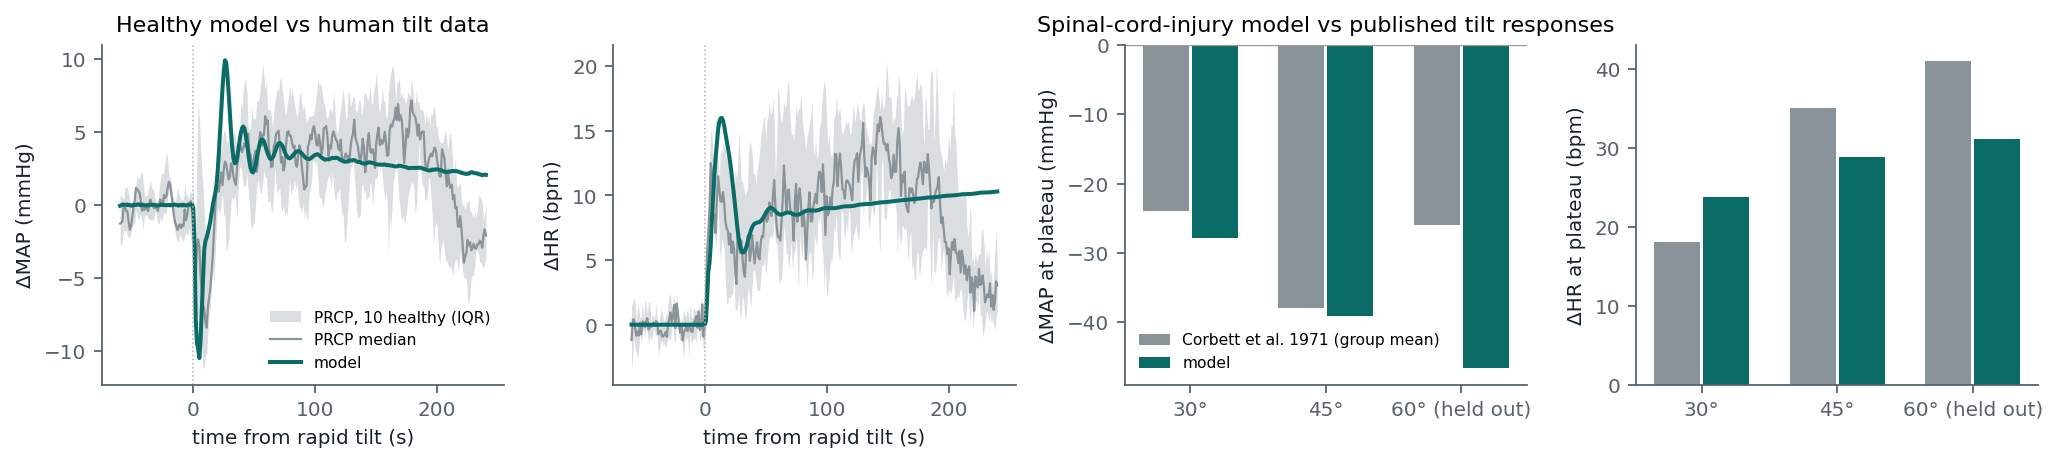 Healthy model vs human tilt data
ΔMAP (mmHg)
10
5
0
−5
−10
PRCP, 10 healthy (IQR)
PRCP median
model
0
100
200
time from rapid tilt (s)
ΔHR (bpm)
20
15
10
5
0
0
100
200
time from rapid tilt (s)
Spinal-cord-injury model vs published tilt responses
ΔMAP at plateau (mmHg)
0
−10
−20
−30
−40
Corbett et al. 1971 (group mean)
model
30°
45°
60° (held out)
ΔHR at plateau (bpm)
40
30
20
10
0
30°
45°
60° (held out)